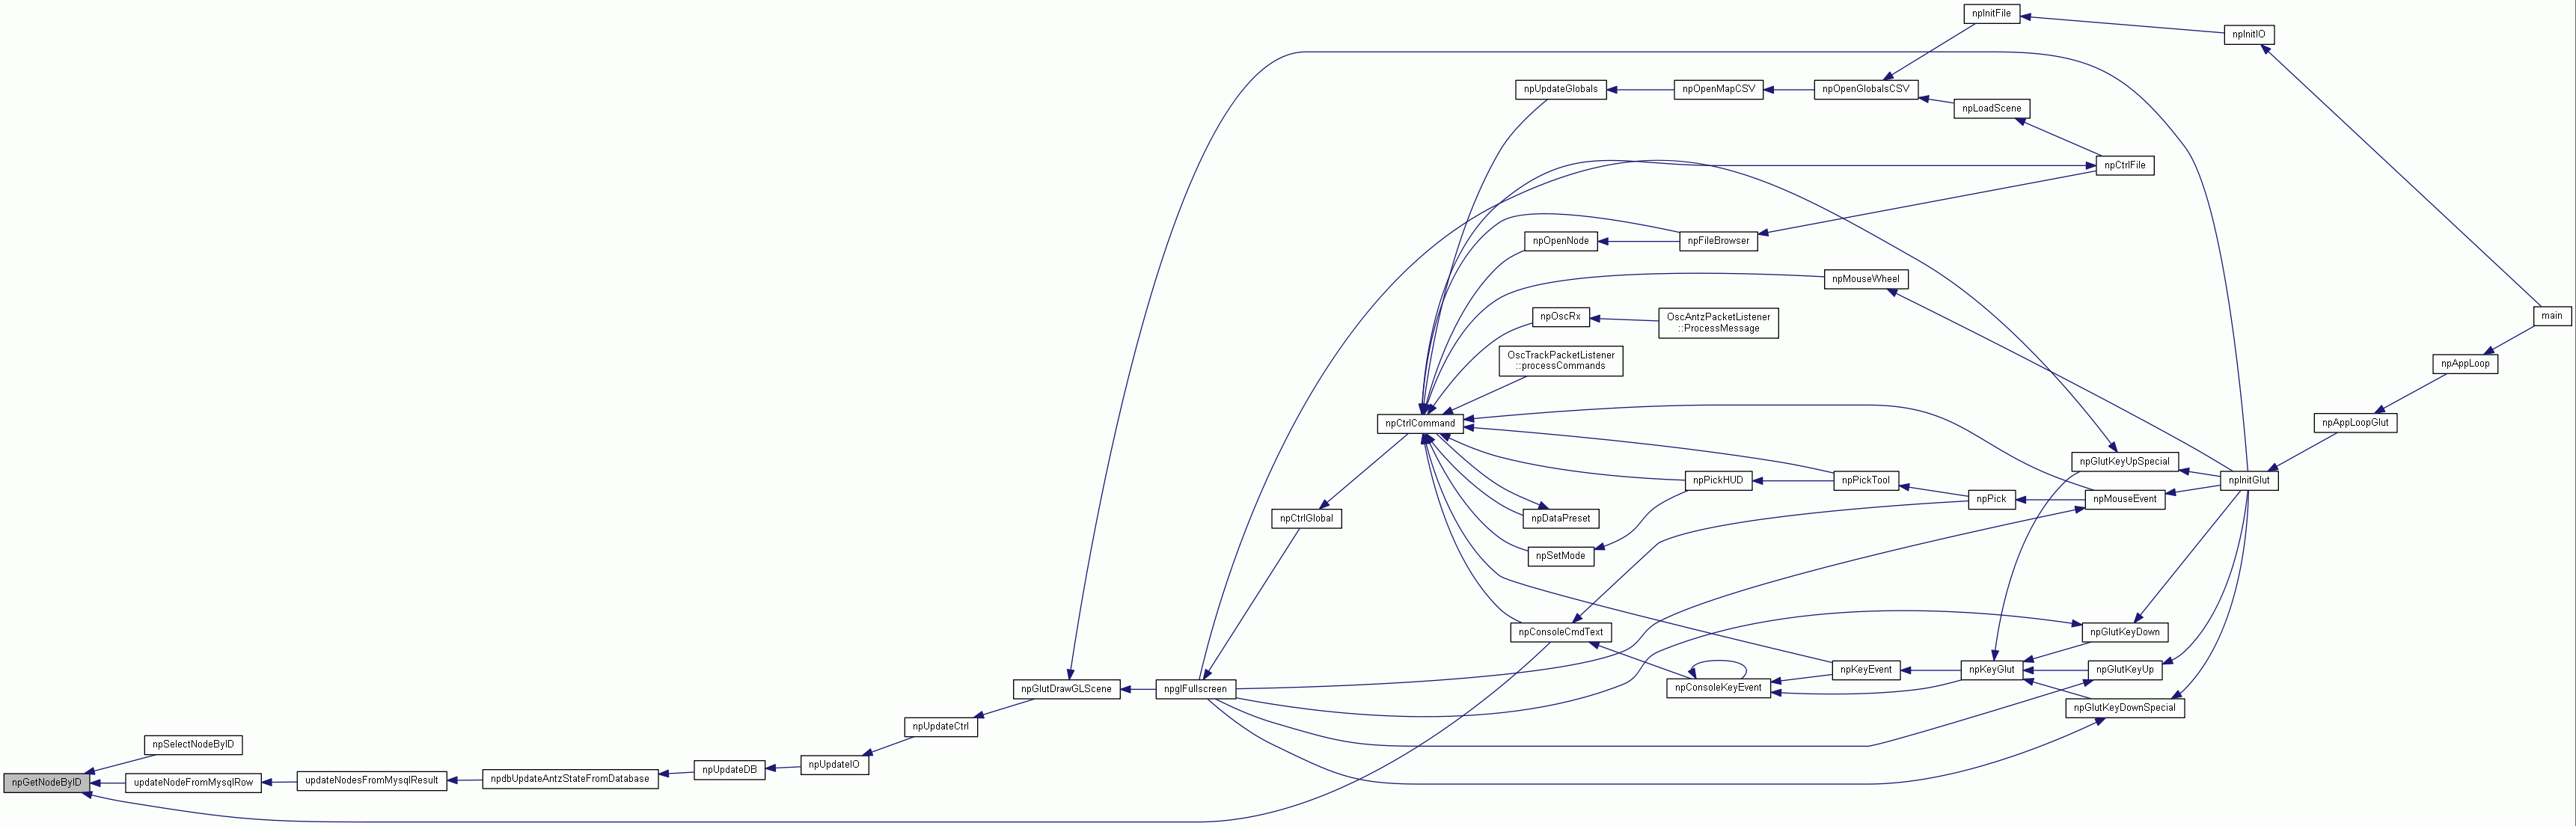 npInitFile
npInitIO
npUpdateGlobals
npOpenMapCSV
npOpenGlobalsCSV
npLoadScene
npCtrlFile
npOpenNode
npFileBrowser
npMouseWheel
npOscRx
OscAntzPacketListener
::ProcessMessage
main
OscTrackPacketListener
::processCommands
npAppLoop
npCtrlCommand
npAppLoopGlut
npGlutKeyUpSpecial
npPickHUD
npPickTool
npInitGlut
npPick
npMouseEvent
npCtrlGlobal
npDataPreset
npSetMode
npConsoleCmdText
npGlutKeyDown
npKeyEvent
npKeyGlut
npGlutKeyUp
npGlutDrawGLScene
npglFullscreen
npConsoleKeyEvent
npGlutKeyDownSpecial
npUpdateCtrl
npSelectNodeByID
npUpdateIO
npUpdateDB
npdbUpdateAntzStateFromDatabase
updateNodesFromMysqlResult
updateNodeFromMysqlRow
npGetNodeByID